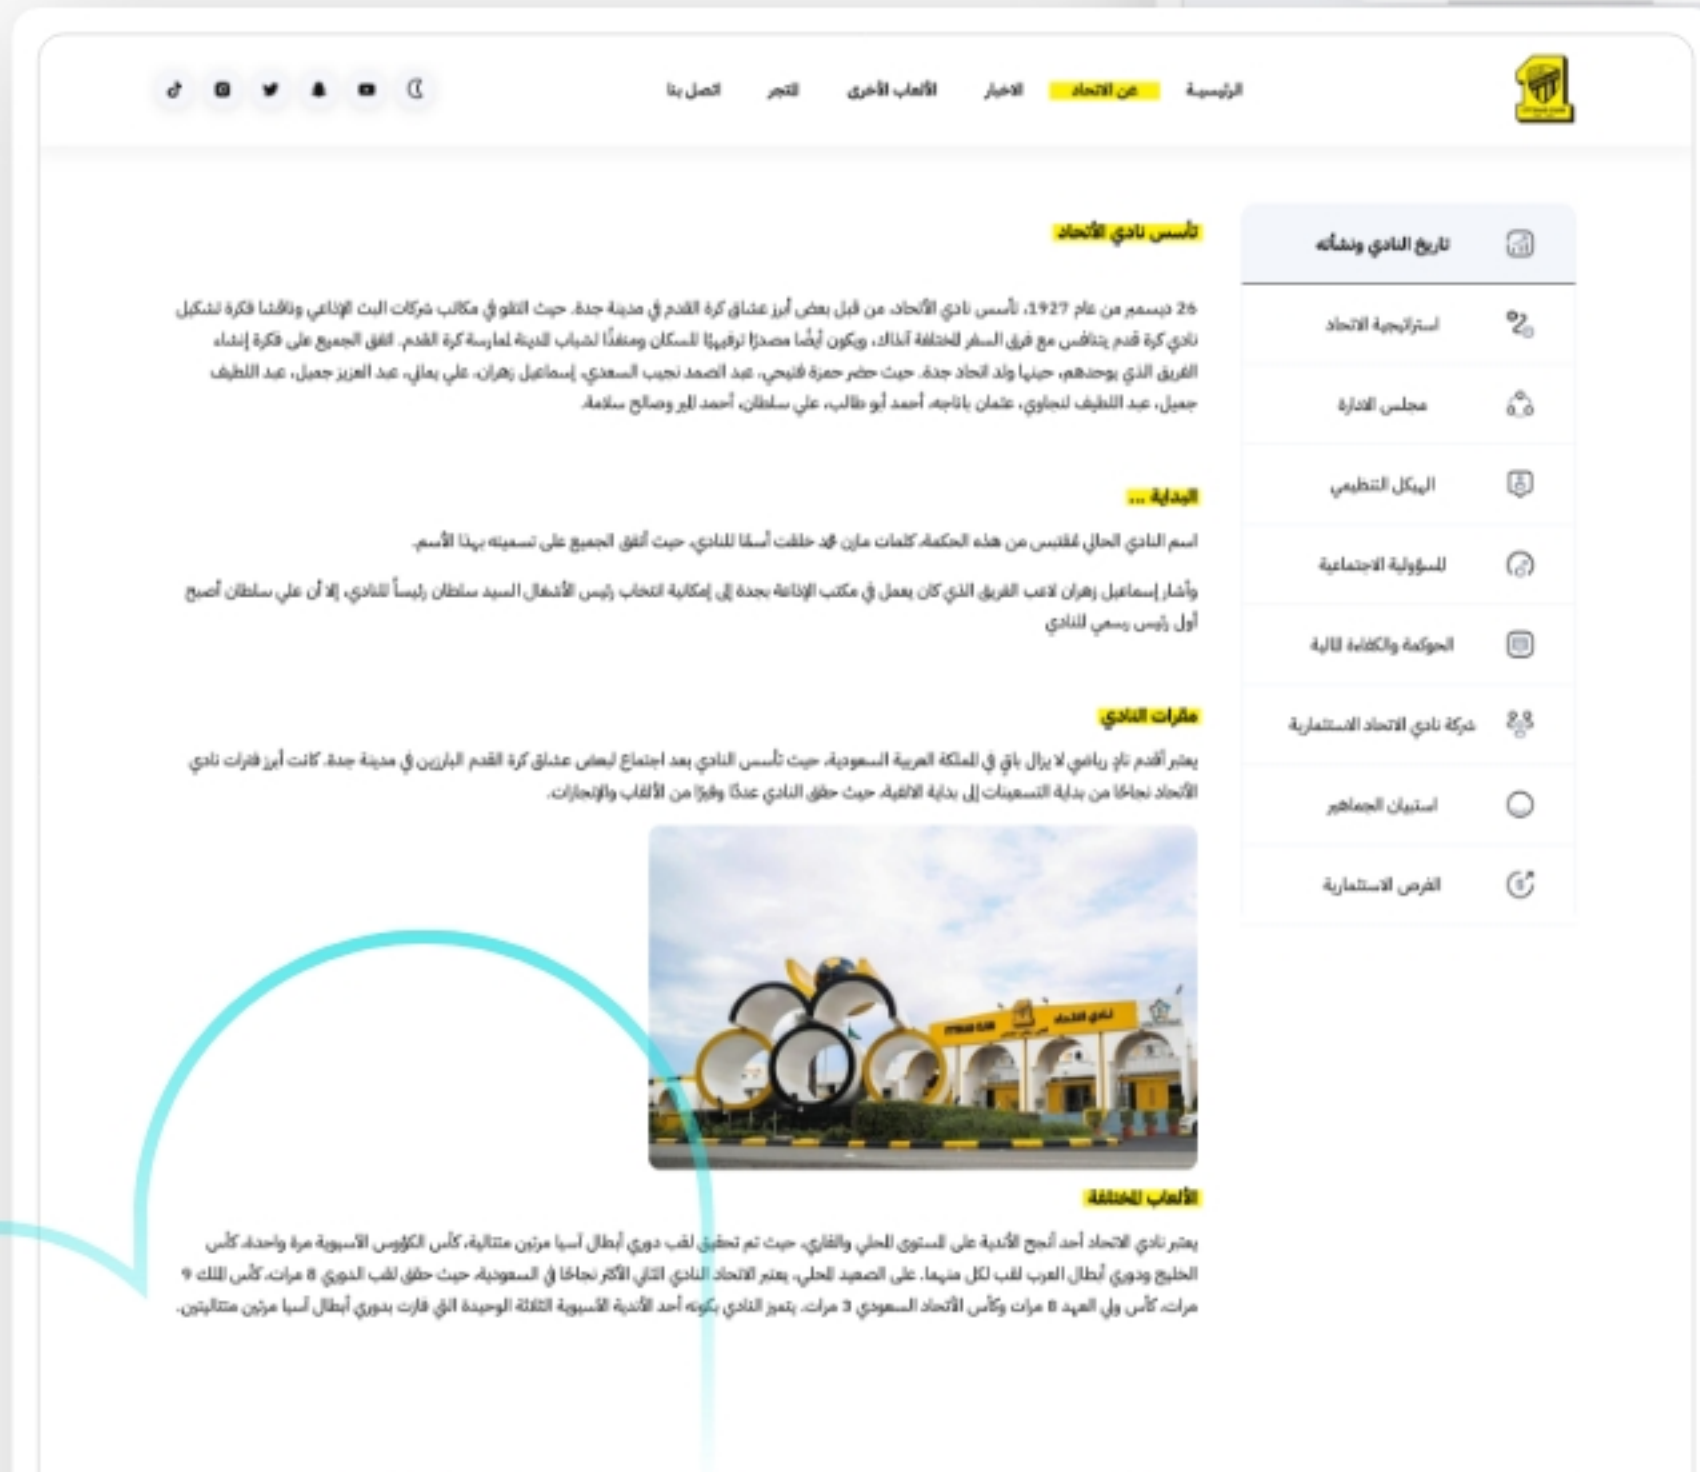 الرئيسية
عن الاتحاد
الاخبار
الألعاب الأخرى
المتجر
اتصل بنا
تاريخ النادي ونشأته
استراتيجية الاتحاد
مجلس الادارة
الهيكل التنظيمي
المسؤولية الاجتماعية
الحوكمة والكفاءة المالية
شركة نادي الاتحاد الاستثمارية
استبيان الجماهير
الفرص الاستثمارية
تأسس نادي الأتحاد
26 ديسمبر من عام 1927، تأسس نادي الأتحاد، من قبل بعض أبرز عشاق كرة القدم في مدينة جدة. حيث التقو في مكاتب شركات البث الإذاعي وناقشا فكرة تشكيل
نادي كرة قدم يتنافس مع فرق السفر المختلفة آنذاك، ويكون أيضًا مصدرًا ترفيهيًا للسكان ومنفذًا لشباب المدينة لممارسة كرة القدم. اتفق الجميع على فكرة إنشاء
الفريق الذي يوحدهم، حينها ولد اتحاد جدة. حيث حضر حمزة فتيحي، عبد الصمد نجيب السعدي، إسماعيل زهران، علي يماني، عبد العزيز جميل، عبد اللطيف
جميل، عبد اللطيف لنجاوي، عثمان باناجه، أحمد أبو طالب، علي سلطان، أحمد المير وصالح سلامة.
البداية ...
اسم النادي الحالي مُقتبس من هذه الحكمة، كلمات مازن محمد خلقت أسمًا للنادي، حيث أتفق الجميع على تسميته بهذا الأسم.
وأشار إسماعيل زهران لاعب الفريق الذي كان يعمل في مكتب الإذاعة بجدة إلى إمكانية انتخاب رئيس الأشغال السيد سلطان رئيساً للنادي، إلا أن علي سلطان أصبح
أول رئيس رسمي للنادي
مقرات النادي
يعتبر أقدم نادٍ رياضي لا يزال باقٍ في المملكة العربية السعودية، حيث تأسس النادي بعد اجتماع لبعض عشاق كرة القدم البارزين في مدينة جدة. كانت أبرز فترات نادي
الأتحاد نجاحًا من بداية التسعينات إلى بداية الالفية، حيث حقق النادي عددًا وفيرًا من الألقاب والإنجازات.
نادي الاتحاد
ITTIHAD CLUB
الألعاب المختلفة
يعتبر نادي الاتحاد أحد أنجح الأندية على المستوى المحلي والقاري، حيث تم تحقيق لقب دوري أبطال آسيا مرتين متتالية، كأس الكؤوس الآسيوية مرة واحدة، كأس
الخليج ودوري أبطال العرب لقب لكل منهما. على الصعيد المحلي، يعتبر الاتحاد النادي الثاني الأكثر نجاحًا في السعودية، حيث حقق لقب الدوري 8 مرات، كأس الملك 9
مرات، كأس ولي العهد 8 مرات وكأس الأتحاد السعودي 3 مرات. يتميز النادي بكونه أحد الأندية الآسيوية الثلاثة الوحيدة التي فازت بدوري أبطال آسيا مرتين متتاليتين.